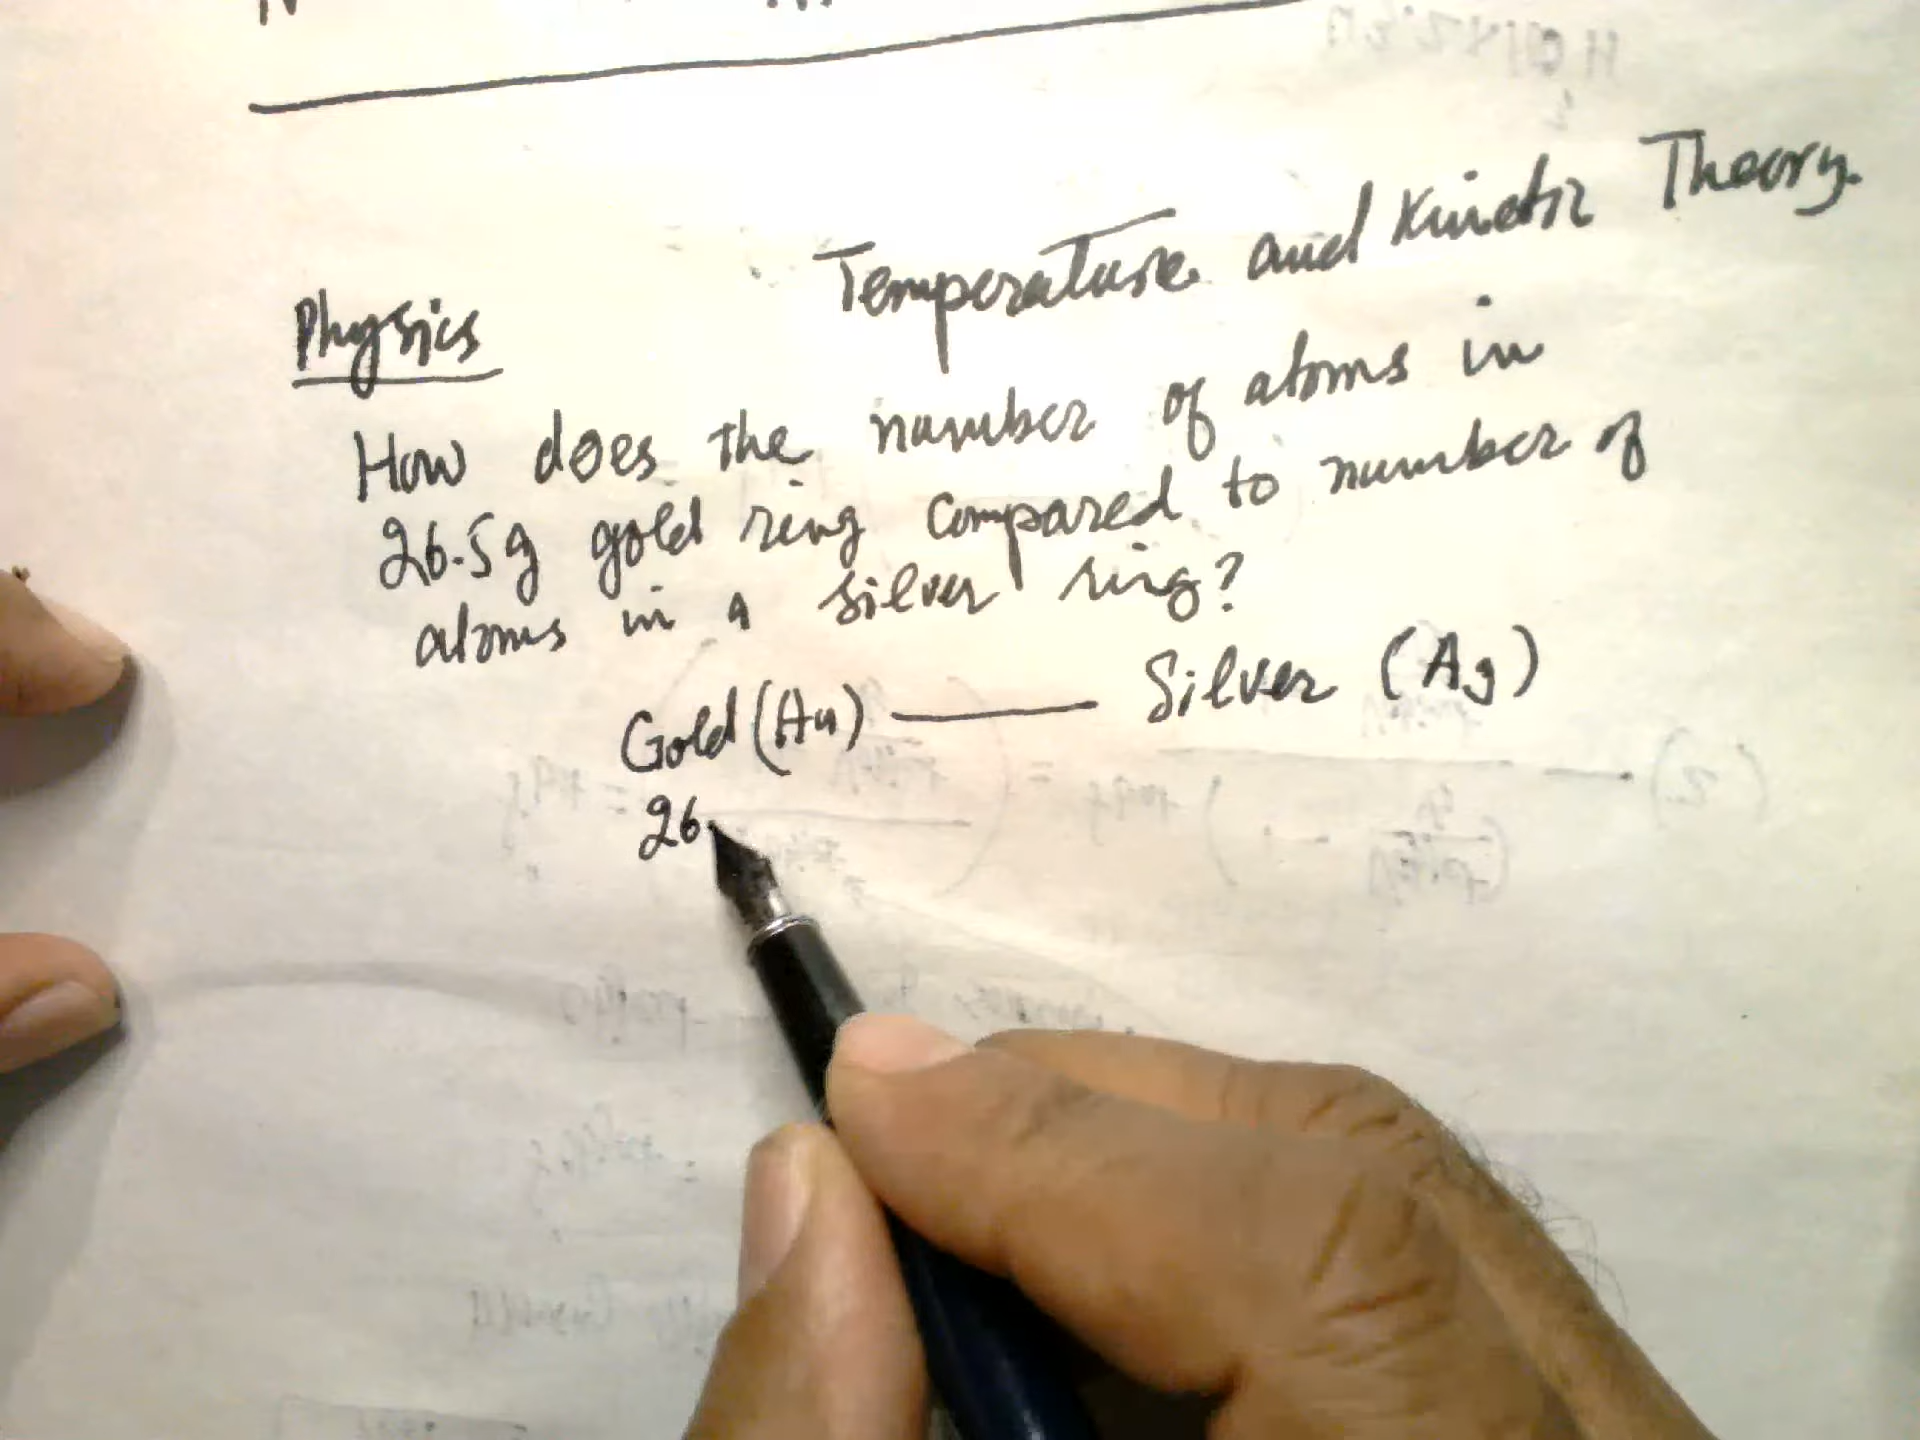 Temperature and Kinetic Theory.
Physics
How does the number of atoms in
26.5g gold ring compared to number of
atoms in a silver ring?
Gold (Au) — Silver (Ag)
26